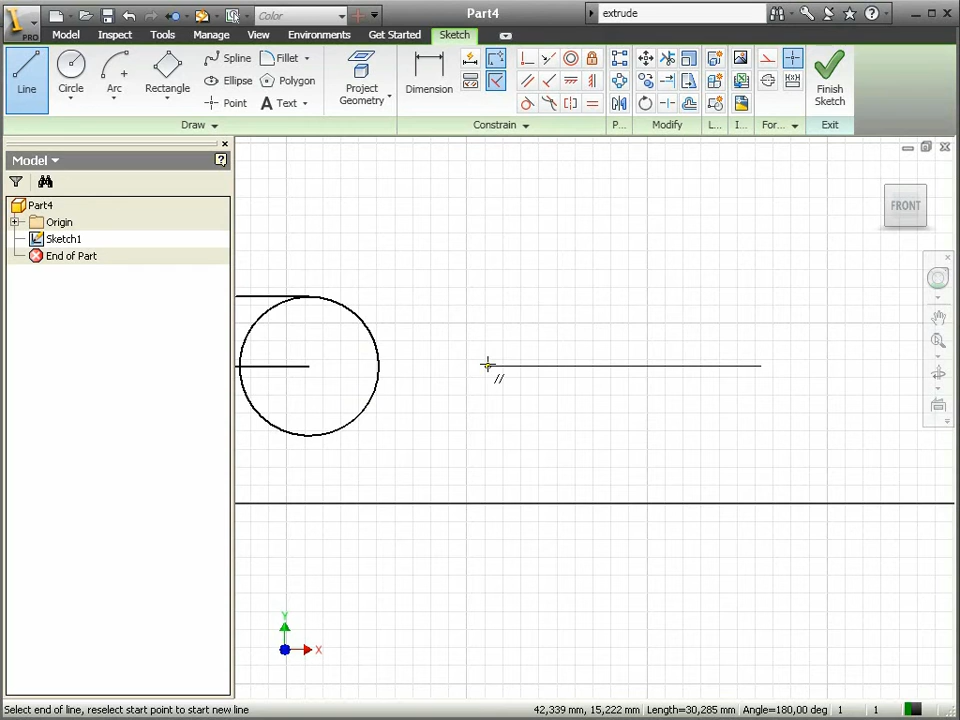 Color
Part4
extrude
PRO
Model
Inspect
Tools
Manage
View
Environments
Get Started
Sketch
Line
Circle
Arc
Rectangle
Spline
Ellipse
Point
Fillet
Polygon
Text
Project
Geometry
Dimension
Draw
Constrain
P...
Modify
L...
I...
For...
Finish
Sketch
Exit
Model
Part4
Origin
Sketch1
End of Part
FRONT
Y
X
Select end of line, reselect start point to start new line
42,339 mm, 15,222 mm
Length=30,285 mm
Angle=180,00 deg
1
1